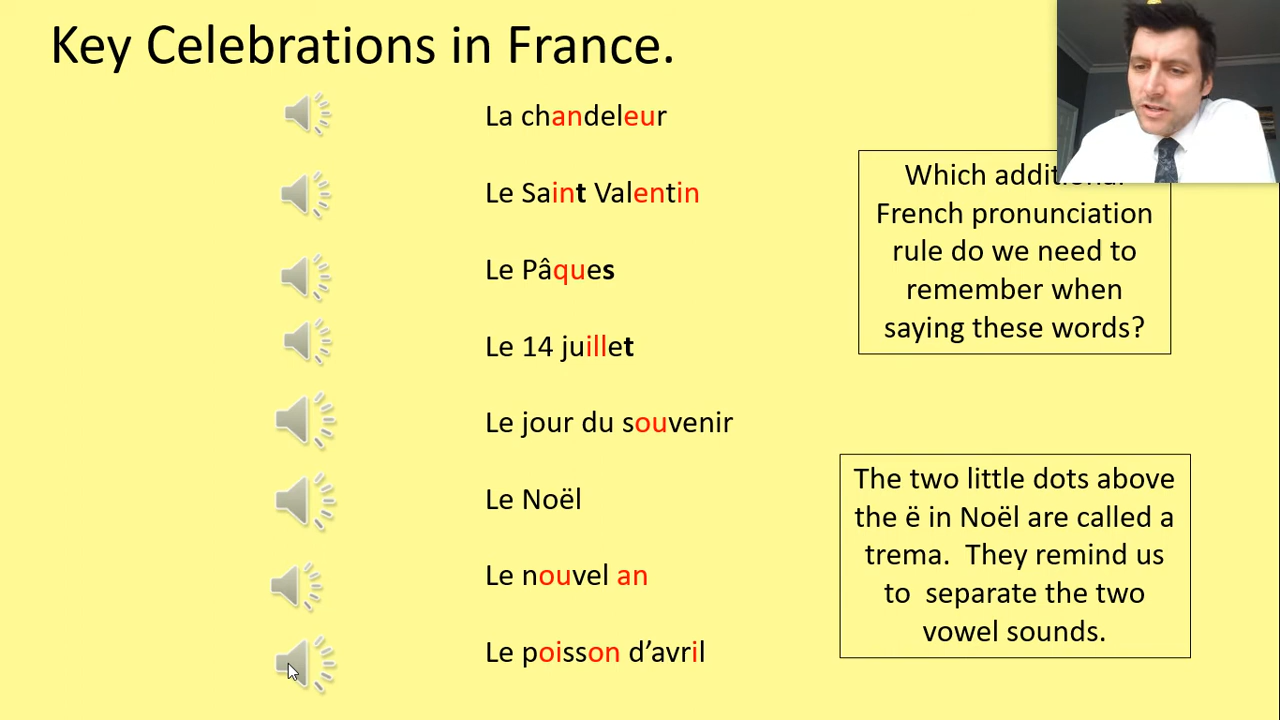 Key Celebrations in France.
La chandeleur
Le Saint Valentin
Le Pâques
Le 14 juillet
Le jour du souvenir
Le Noël
Le nouvel an
Le poisson d’avril
Which
French pronunciation
rule do we need to
remember when
saying these words?
The two little dots above
the ë in Noël are called a
trema. They remind us
to separate the two
vowel sounds.